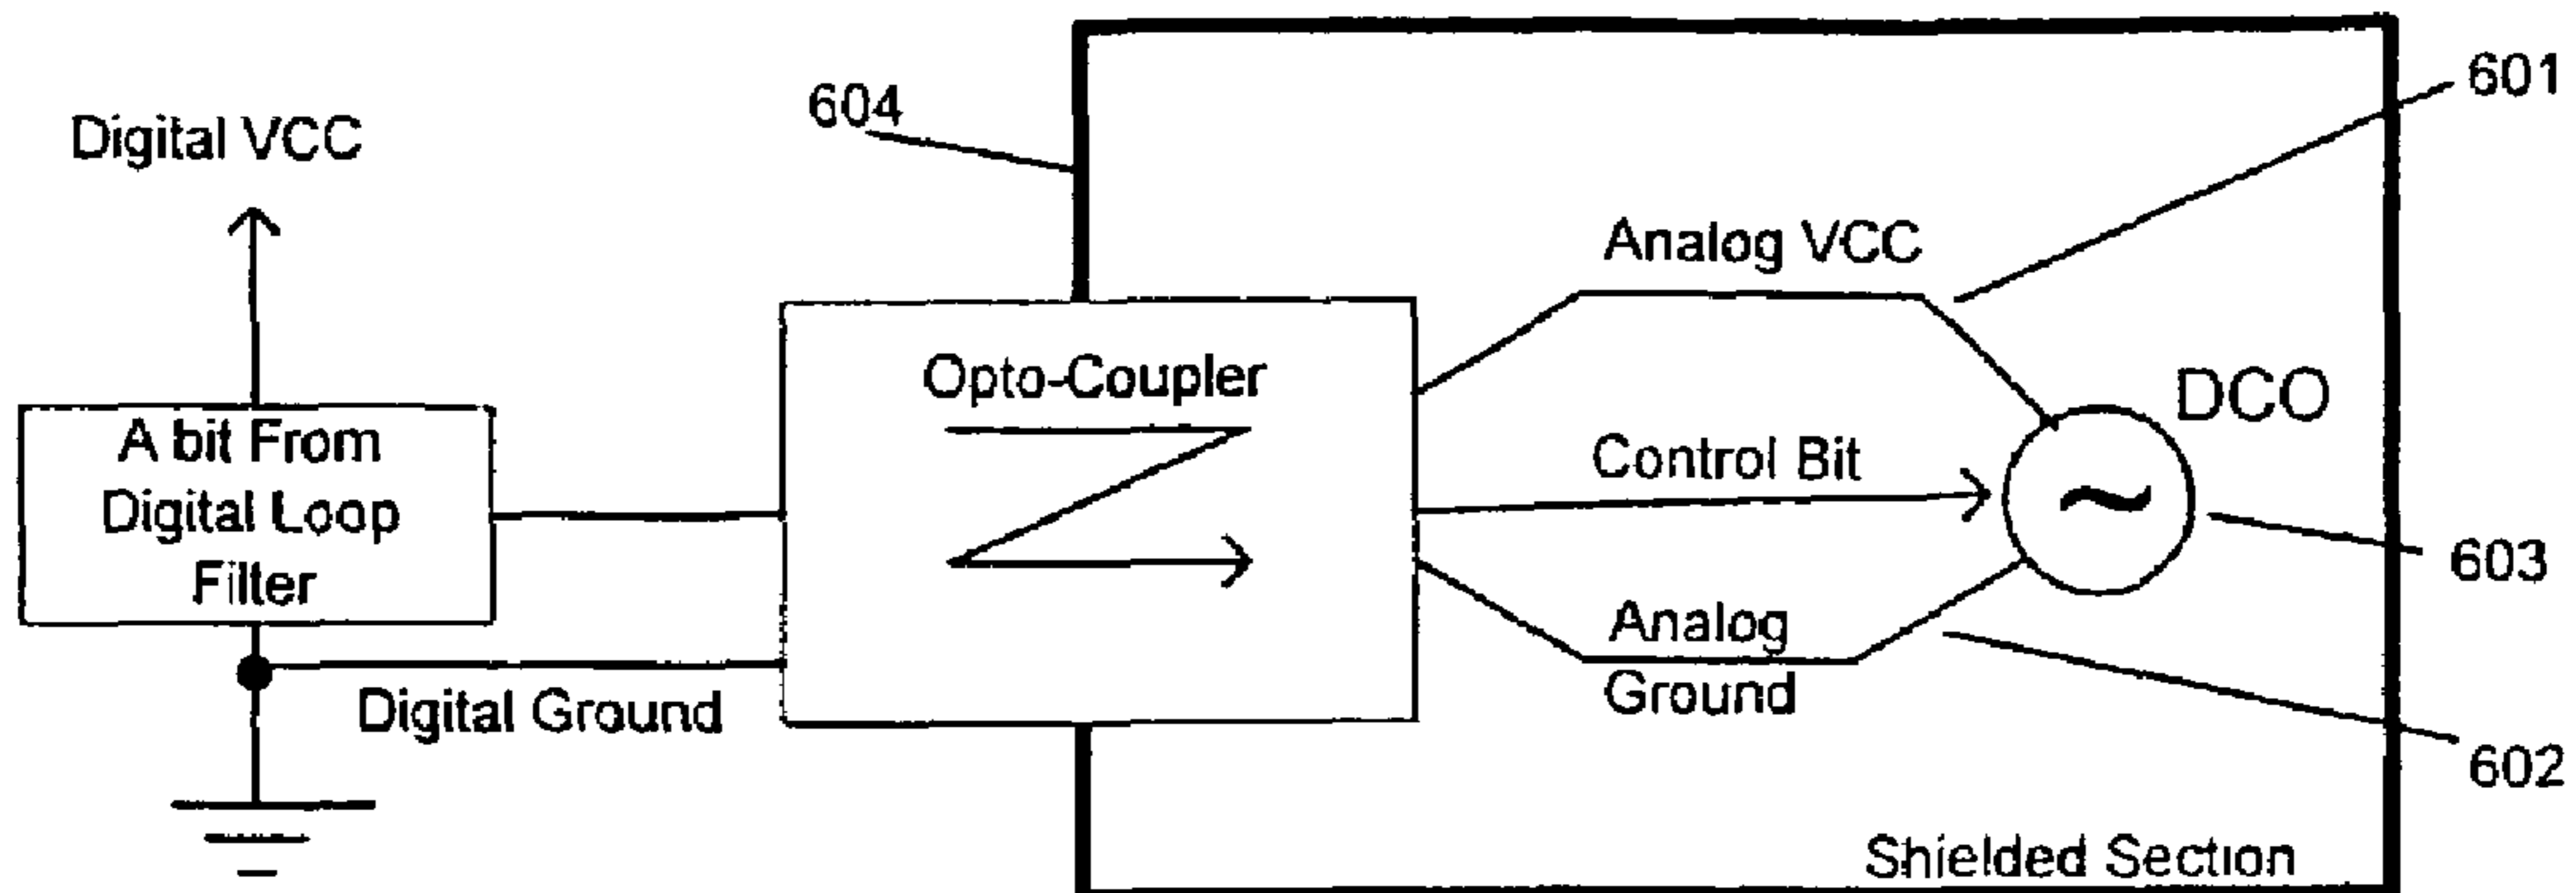 601
604
Digital VCC
Analog VCC
Opto-Coupler
DCO
A bit From
Digital Loop
Filter
Control Bit
603
Analog
Ground
Digital Ground
602
Shielded Section